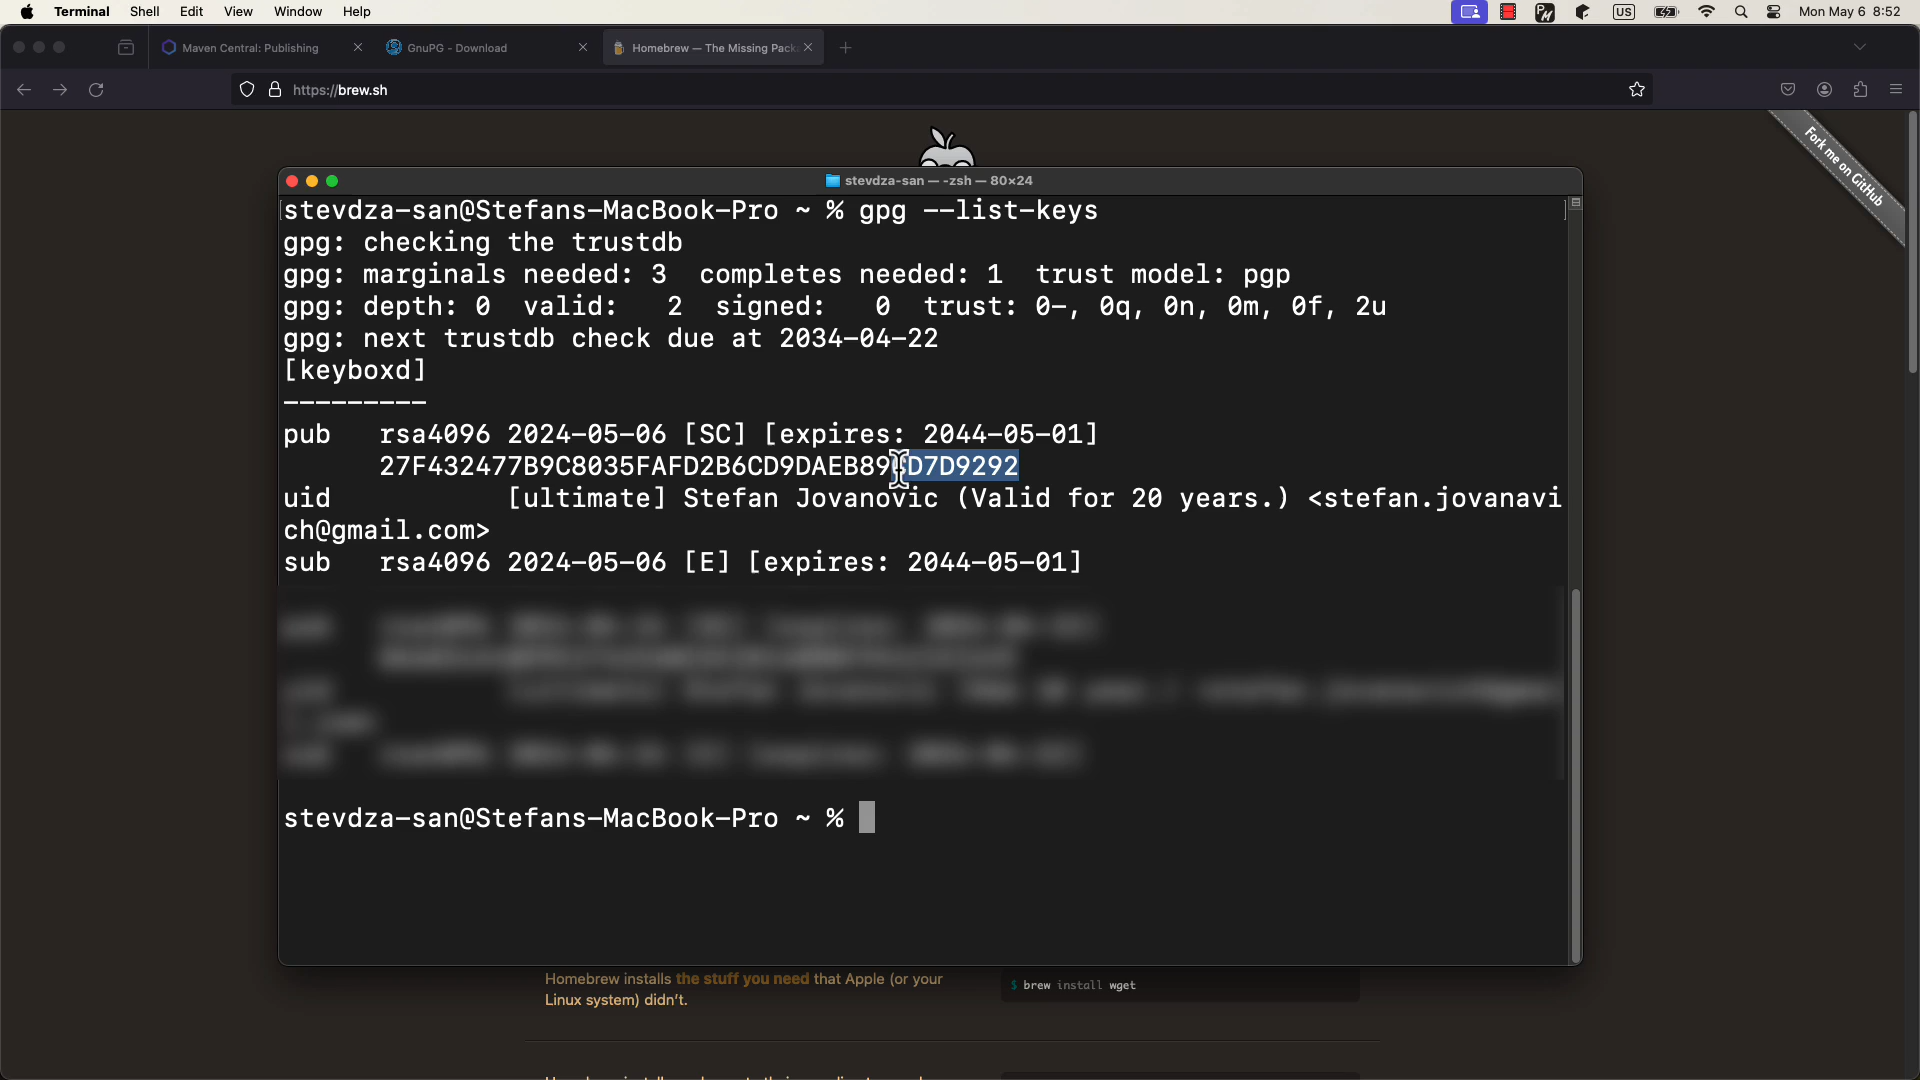 Terminal Shell Edit View Window Help US Mon May 6 8:52
Maven Central: Publishing GnuPG - Download Homebrew — The Missing Pack
https://brew.sh
Fork me on GitHub
stevdza-san — -zsh — 80×24
stevdza-san@Stefans-MacBook-Pro ~ % gpg --list-keys
gpg: checking the trustdb
gpg: marginals needed: 3  completes needed: 1  trust model: pgp
gpg: depth: 0  valid:   2  signed:   0  trust: 0-, 0q, 0n, 0m, 0f, 2u
gpg: next trustdb check due at 2034-04-22
[keyboxd]
---------
pub   rsa4096 2024-05-06 [SC] [expires: 2044-05-01]
27F432477B9C8035FAFD2B6CD9DAEB89CD7D9292
uid           [ultimate] Stefan Jovanovic (Valid for 20 years.) <stefan.jovanavi
ch@gmail.com>
sub   rsa4096 2024-05-06 [E] [expires: 2044-05-01]
stevdza-san@Stefans-MacBook-Pro ~ %
Homebrew installs the stuff you need that Apple (or your
Linux system) didn't.
$ brew install wget